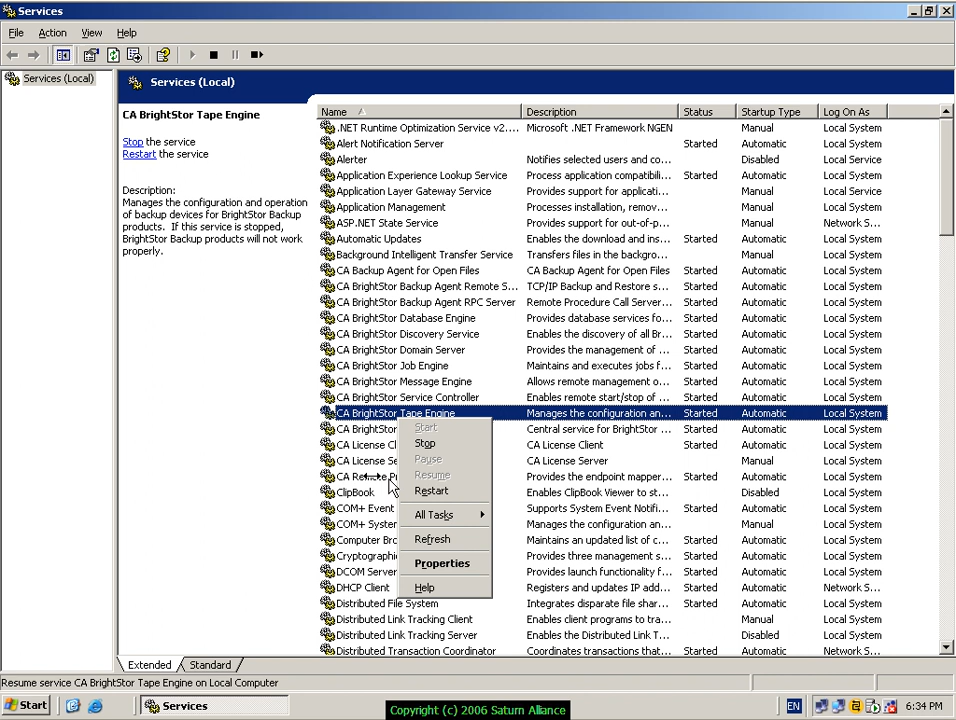 Services
File Action View Help
Services (Local)
Services (Local)
CA BrightStor Tape Engine
Stop the service
Restart the service
Description:
Manages the configuration and operation
of backup devices for BrightStor Backup
products. If this service is stopped,
BrightStor Backup products will not work
properly.
Name Description Status Startup Type Log On As
.NET Runtime Optimization Service v2.... Microsoft .NET Framework NGEN Manual Local System
Alert Notification Server Started Automatic Local System
Alerter Notifies selected users and co... Disabled Local Service
Application Experience Lookup Service Process application compatibili... Started Automatic Local System
Application Layer Gateway Service Provides support for applicati... Manual Local Service
Application Management Processes installation, remov... Manual Local System
ASP.NET State Service Provides support for out-of-p... Manual Network S...
Automatic Updates Enables the download and ins... Started Automatic Local System
Background Intelligent Transfer Service Transfers files in the backgro... Manual Local System
CA Backup Agent for Open Files CA Backup Agent for Open Files Started Automatic Local System
CA BrightStor Backup Agent Remote S... TCP/IP Backup and Restore s... Started Automatic Local System
CA BrightStor Backup Agent RPC Server Remote Procedure Call Server... Started Automatic Local System
CA BrightStor Database Engine Provides database services fo... Started Automatic Local System
CA BrightStor Discovery Service Enables the discovery of all Br... Started Automatic Local System
CA BrightStor Domain Server Provides the management of ... Started Automatic Local System
CA BrightStor Job Engine Maintains and executes jobs f... Started Automatic Local System
CA BrightStor Message Engine Allows remote management o... Started Automatic Local System
CA BrightStor Service Controller Enables remote start/stop of ... Started Automatic Local System
CA BrightStor Tape Engine Manages the configuration an... Started Automatic Local System
CA BrightStor Central service for BrightStor ... Started Automatic Local System
CA License Cl CA License Client Started Automatic Local System
CA License Se CA License Server Manual Local System
CA Remote Pr Provides the endpoint mapper... Started Automatic Local System
ClipBook Enables ClipBook Viewer to st... Disabled Local System
COM+ Event Supports System Event Notifi... Started Automatic Local System
COM+ System Manages the configuration an... Manual Local System
Computer Bro Maintains an updated list of c... Started Automatic Local System
Cryptographi Provides three management s... Started Automatic Local System
DCOM Server Provides launch functionality f... Started Automatic Local System
DHCP Client Registers and updates IP add... Started Automatic Network S...
Distributed File System Integrates disparate file shar... Started Automatic Local System
Distributed Link Tracking Client Enables client programs to tra... Manual Local System
Distributed Link Tracking Server Enables the Distributed Link T... Disabled Local System
Distributed Transaction Coordinator Coordinates transactions that... Started Automatic Network S...
Start
Stop
Pause
Resume
Restart
All Tasks
Refresh
Properties
Help
Extended Standard
Resume service CA BrightStor Tape Engine on Local Computer
Start Services EN 6:34 PM
Copyright (c) 2006 Saturn Alliance